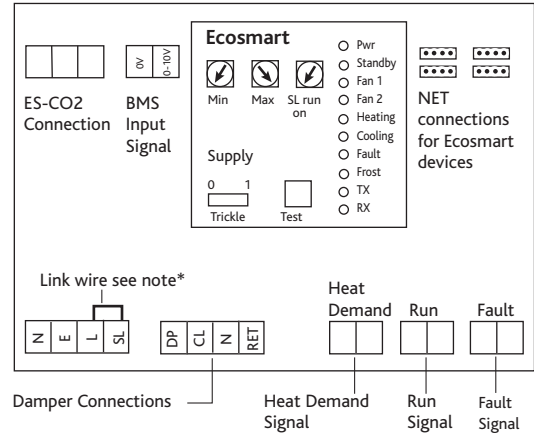 Ecosmart
Min
Max
SL run
on
Supply
0 1
Trickle
Test
Pwr
Standby
Fan 1
Fan 2
Heating
Cooling
Fault
Frost
TX
RX
ES-CO2
Connection
0V
0-10V
BMS
Input
Signal
NET
connections
for Ecosmart
devices
Link wire see note*
N
E
L
SL
DP
CL
N
RET
Heat
Demand
Run
Fault
Damper Connections
Heat Demand
Signal
Run
Signal
Fault
Signal